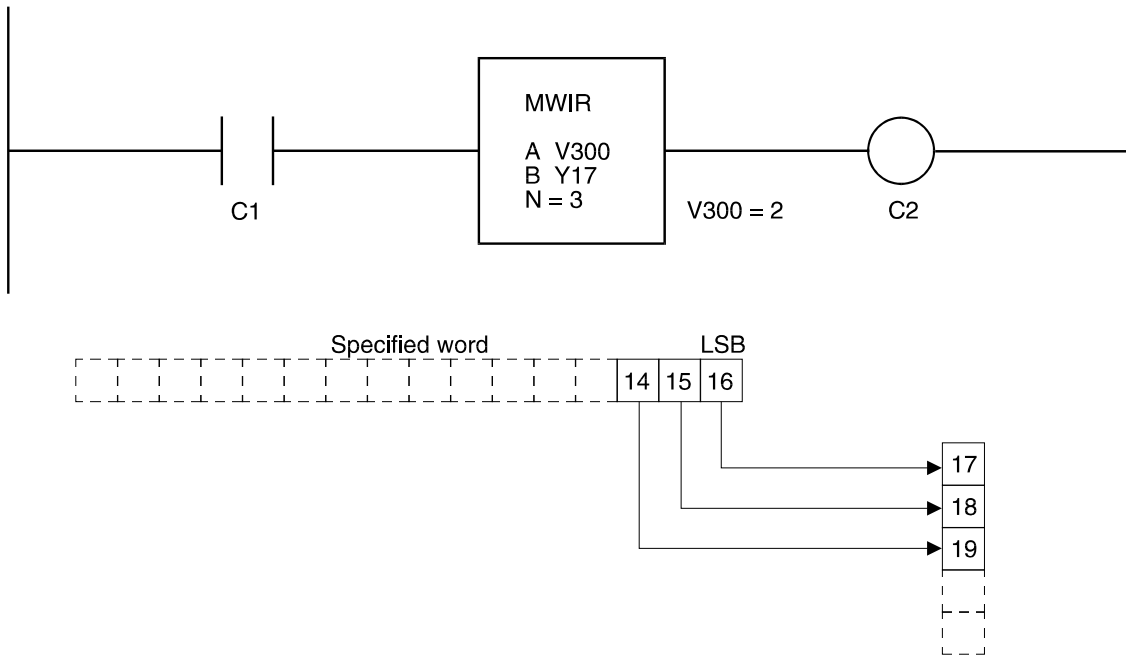 MWIR
A V300
B Y17
N = 3
C1
V300 = 2
C2
Specified word
LSB
14 15 16
17
18
19